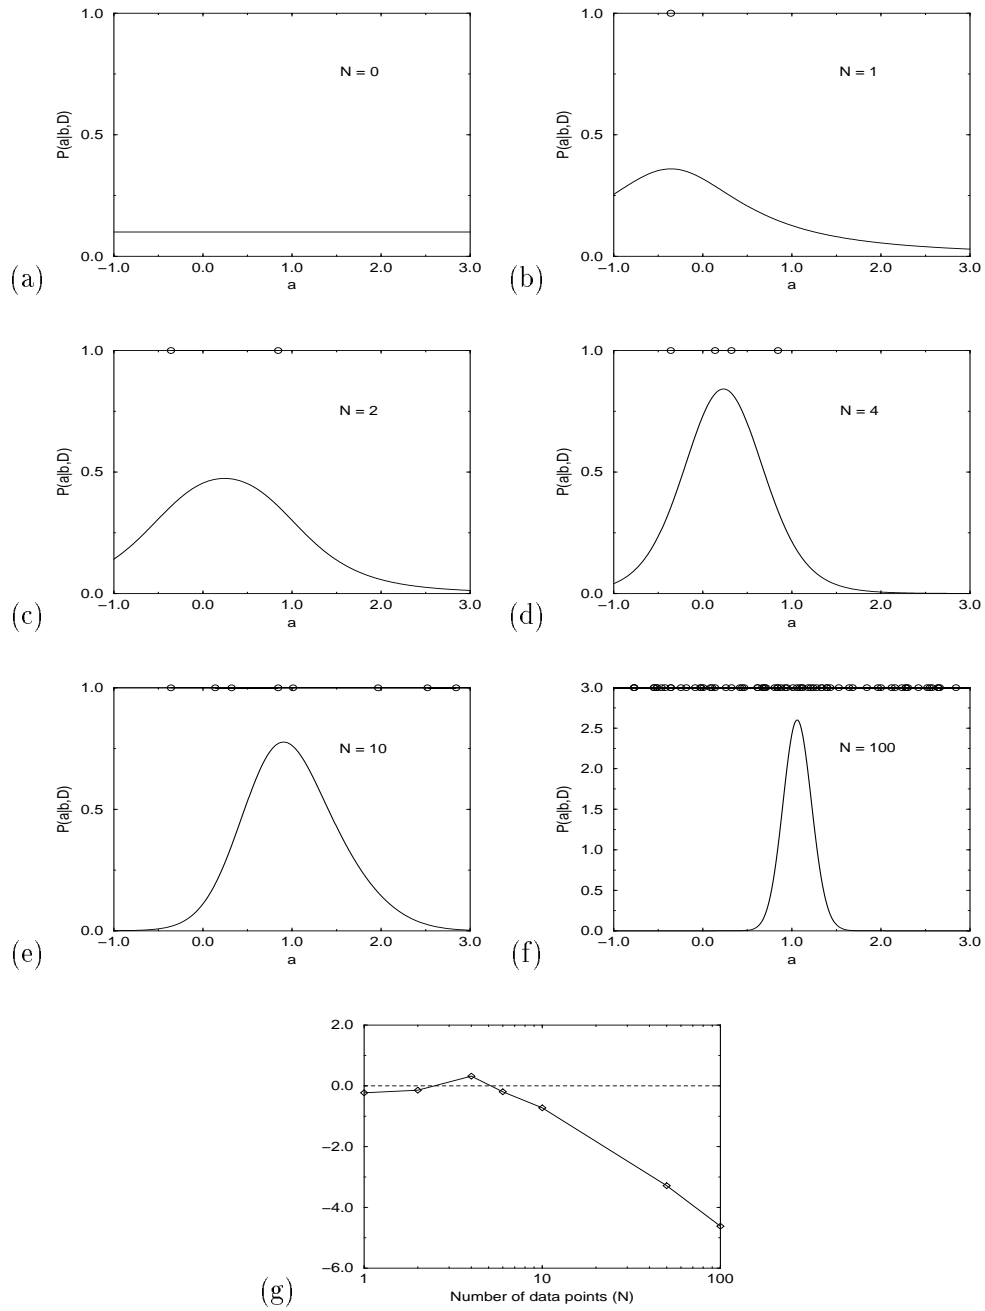 1.0
N = 0
0.5
P(a|b,D)
0.0
−1.0 0.0 1.0 2.0 3.0
a
(a)
1.0
N = 1
0.5
P(a|b,D)
0.0
−1.0 0.0 1.0 2.0 3.0
a
(b)
1.0
N = 2
0.5
P(a|b,D)
0.0
−1.0 0.0 1.0 2.0 3.0
a
(c)
1.0
N = 4
0.5
P(a|b,D)
0.0
−1.0 0.0 1.0 2.0 3.0
a
(d)
1.0
N = 10
0.5
P(a|b,D)
0.0
−1.0 0.0 1.0 2.0 3.0
a
(e)
3.0
2.5
N = 100
2.0
1.5
P(a|b,D)
1.0
0.5
0.0
−1.0 0.0 1.0 2.0 3.0
a
(f)
2.0
0.0
−2.0
−4.0
−6.0
1 10 100
Number of data points (N)
(g)